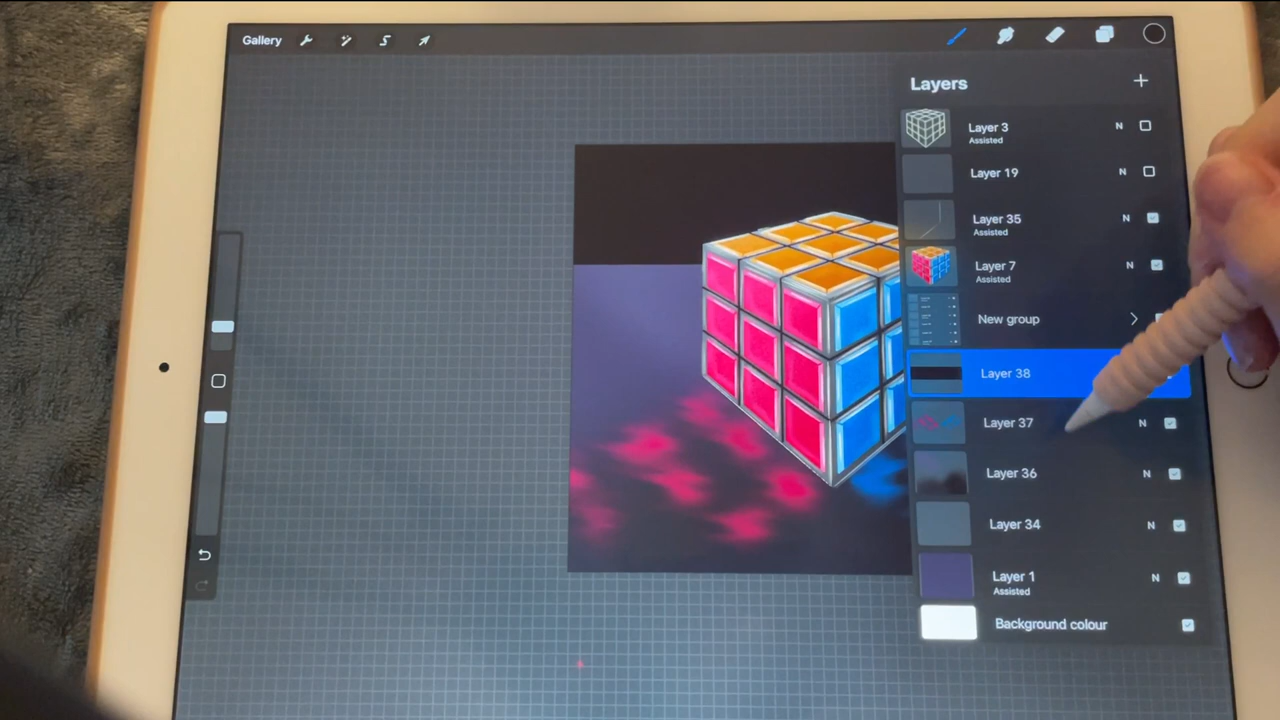 Gallery
Layers
Layer 3
Assisted
N
Layer 19
N
Layer 35
Assisted
N
Layer 7
Assisted
N
New group
Layer 38
Layer 37
N
Layer 36
N
Layer 34
N
Layer 1
Assisted
N
Background colour